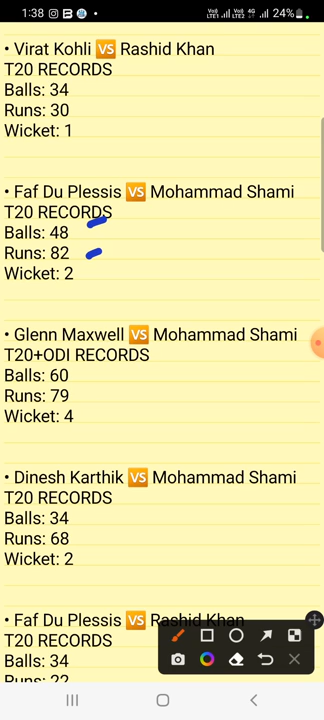 1:38
24%
• Virat Kohli 🆚 Rashid Khan
T20 RECORDS
Balls: 34
Runs: 30
Wicket: 1
• Faf Du Plessis 🆚 Mohammad Shami
T20 RECORDS
Balls: 48
Runs: 82
Wicket: 2
• Glenn Maxwell 🆚 Mohammad Shami
T20+ODI RECORDS
Balls: 60
Runs: 79
Wicket: 4
• Dinesh Karthik 🆚 Mohammad Shami
T20 RECORDS
Balls: 34
Runs: 68
Wicket: 2
• Faf Du Plessis 🆚 Rashid Khan
T20 RECORDS
Balls: 34
Runs: 22